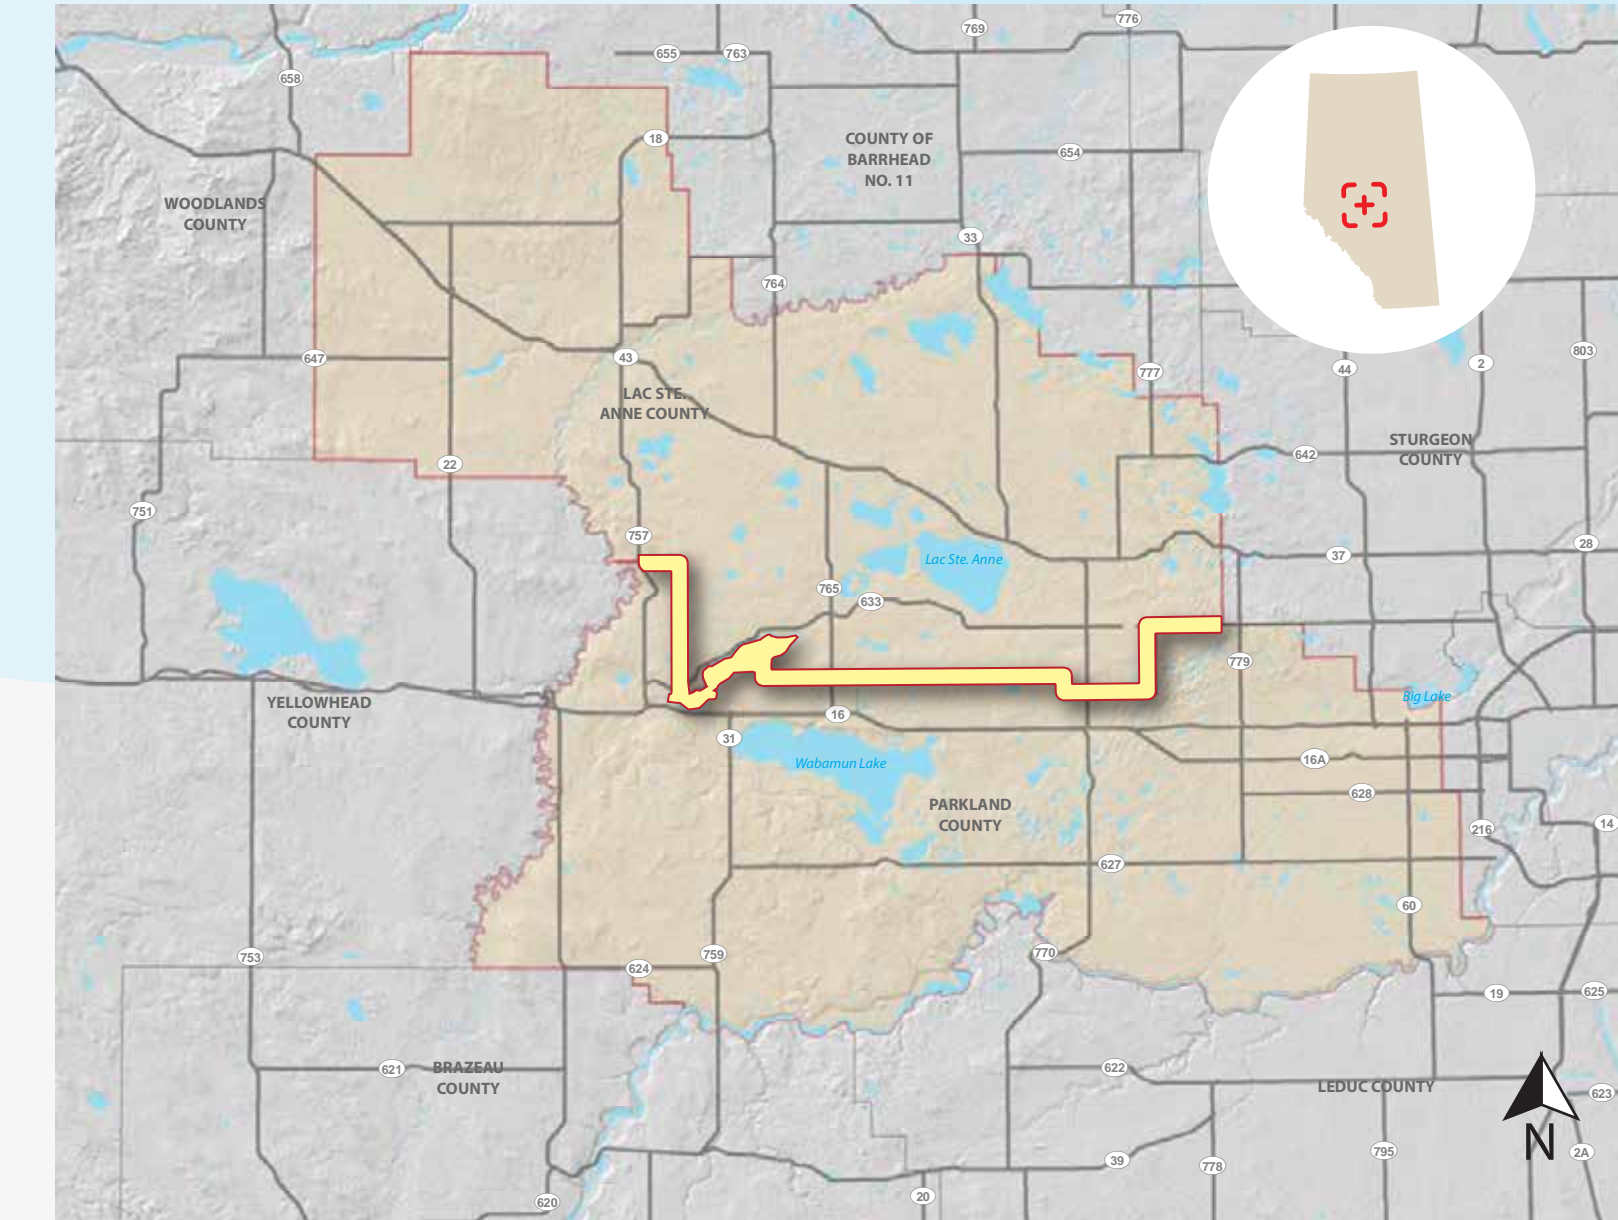 776
769
655
763
658
18
COUNTY OF
BARRHEAD
NO. 11
654
WOODLANDS
COUNTY
33
764
647
43
777
44
2
803
LAC STE.
ANNE COUNTY
STURGEON
COUNTY
642
22
751
757
28
37
Lac Ste. Anne
765
633
779
Big Lake
YELLOWHEAD
COUNTY
16
31
16A
Wabamun Lake
628
PARKLAND
COUNTY
216
14
627
60
753
759
770
624
19
625
621
BRAZEAU
COUNTY
622
LEDUC COUNTY
623
N
39
778
795
2A
620
20